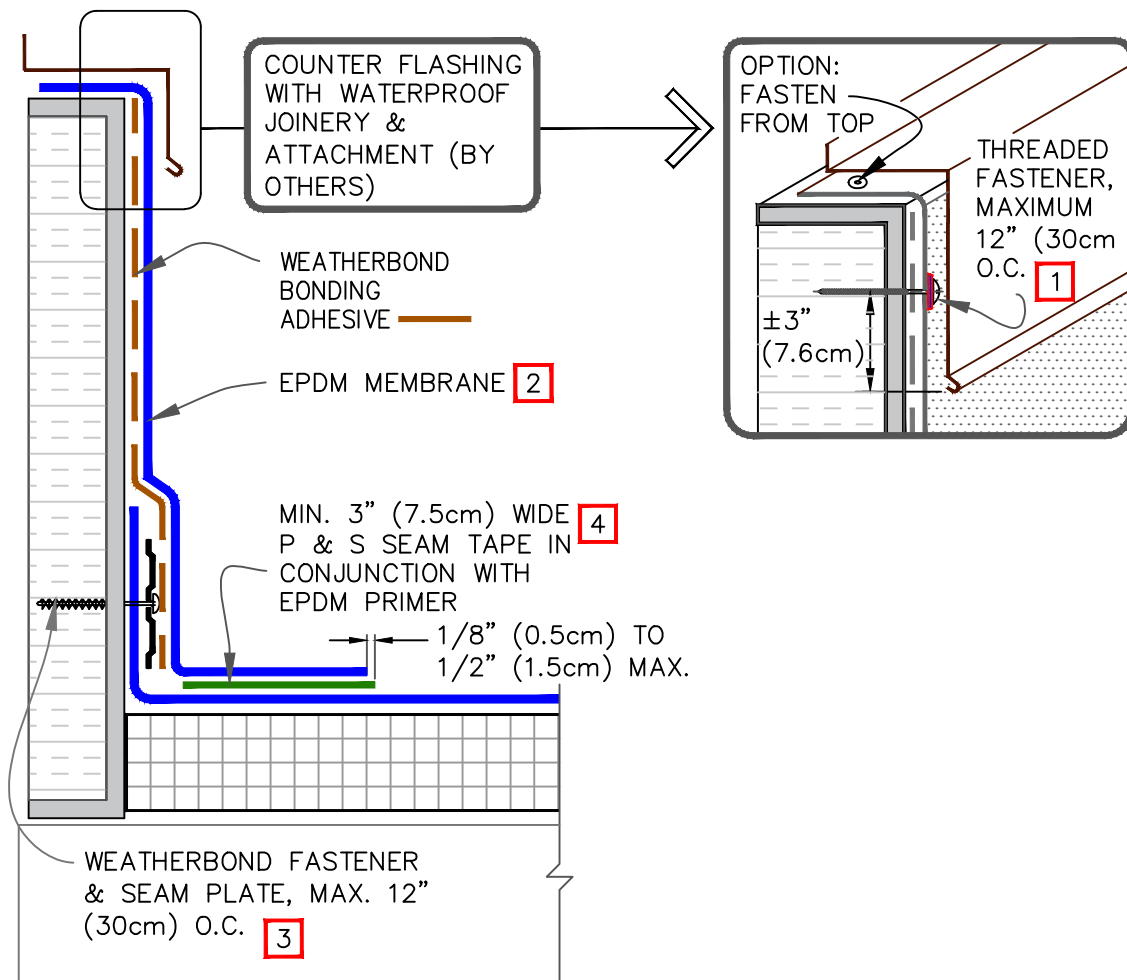 COUNTER FLASHING
WITH WATERPROOF
JOINERY &
ATTACHMENT (BY
OTHERS)
OPTION:
FASTEN
FROM TOP
THREADED
FASTENER,
MAXIMUM
12" (30cm
O.C. 1
±3"
(7.6cm)
WEATHERBOND
BONDING
ADHESIVE
EPDM MEMBRANE 2
MIN. 3" (7.5cm) WIDE 4
P & S SEAM TAPE IN
CONJUNCTION WITH
EPDM PRIMER
1/8" (0.5cm) TO
1/2" (1.5cm) MAX.
WEATHERBOND FASTENER
& SEAM PLATE, MAX. 12"
(30cm) O.C. 3